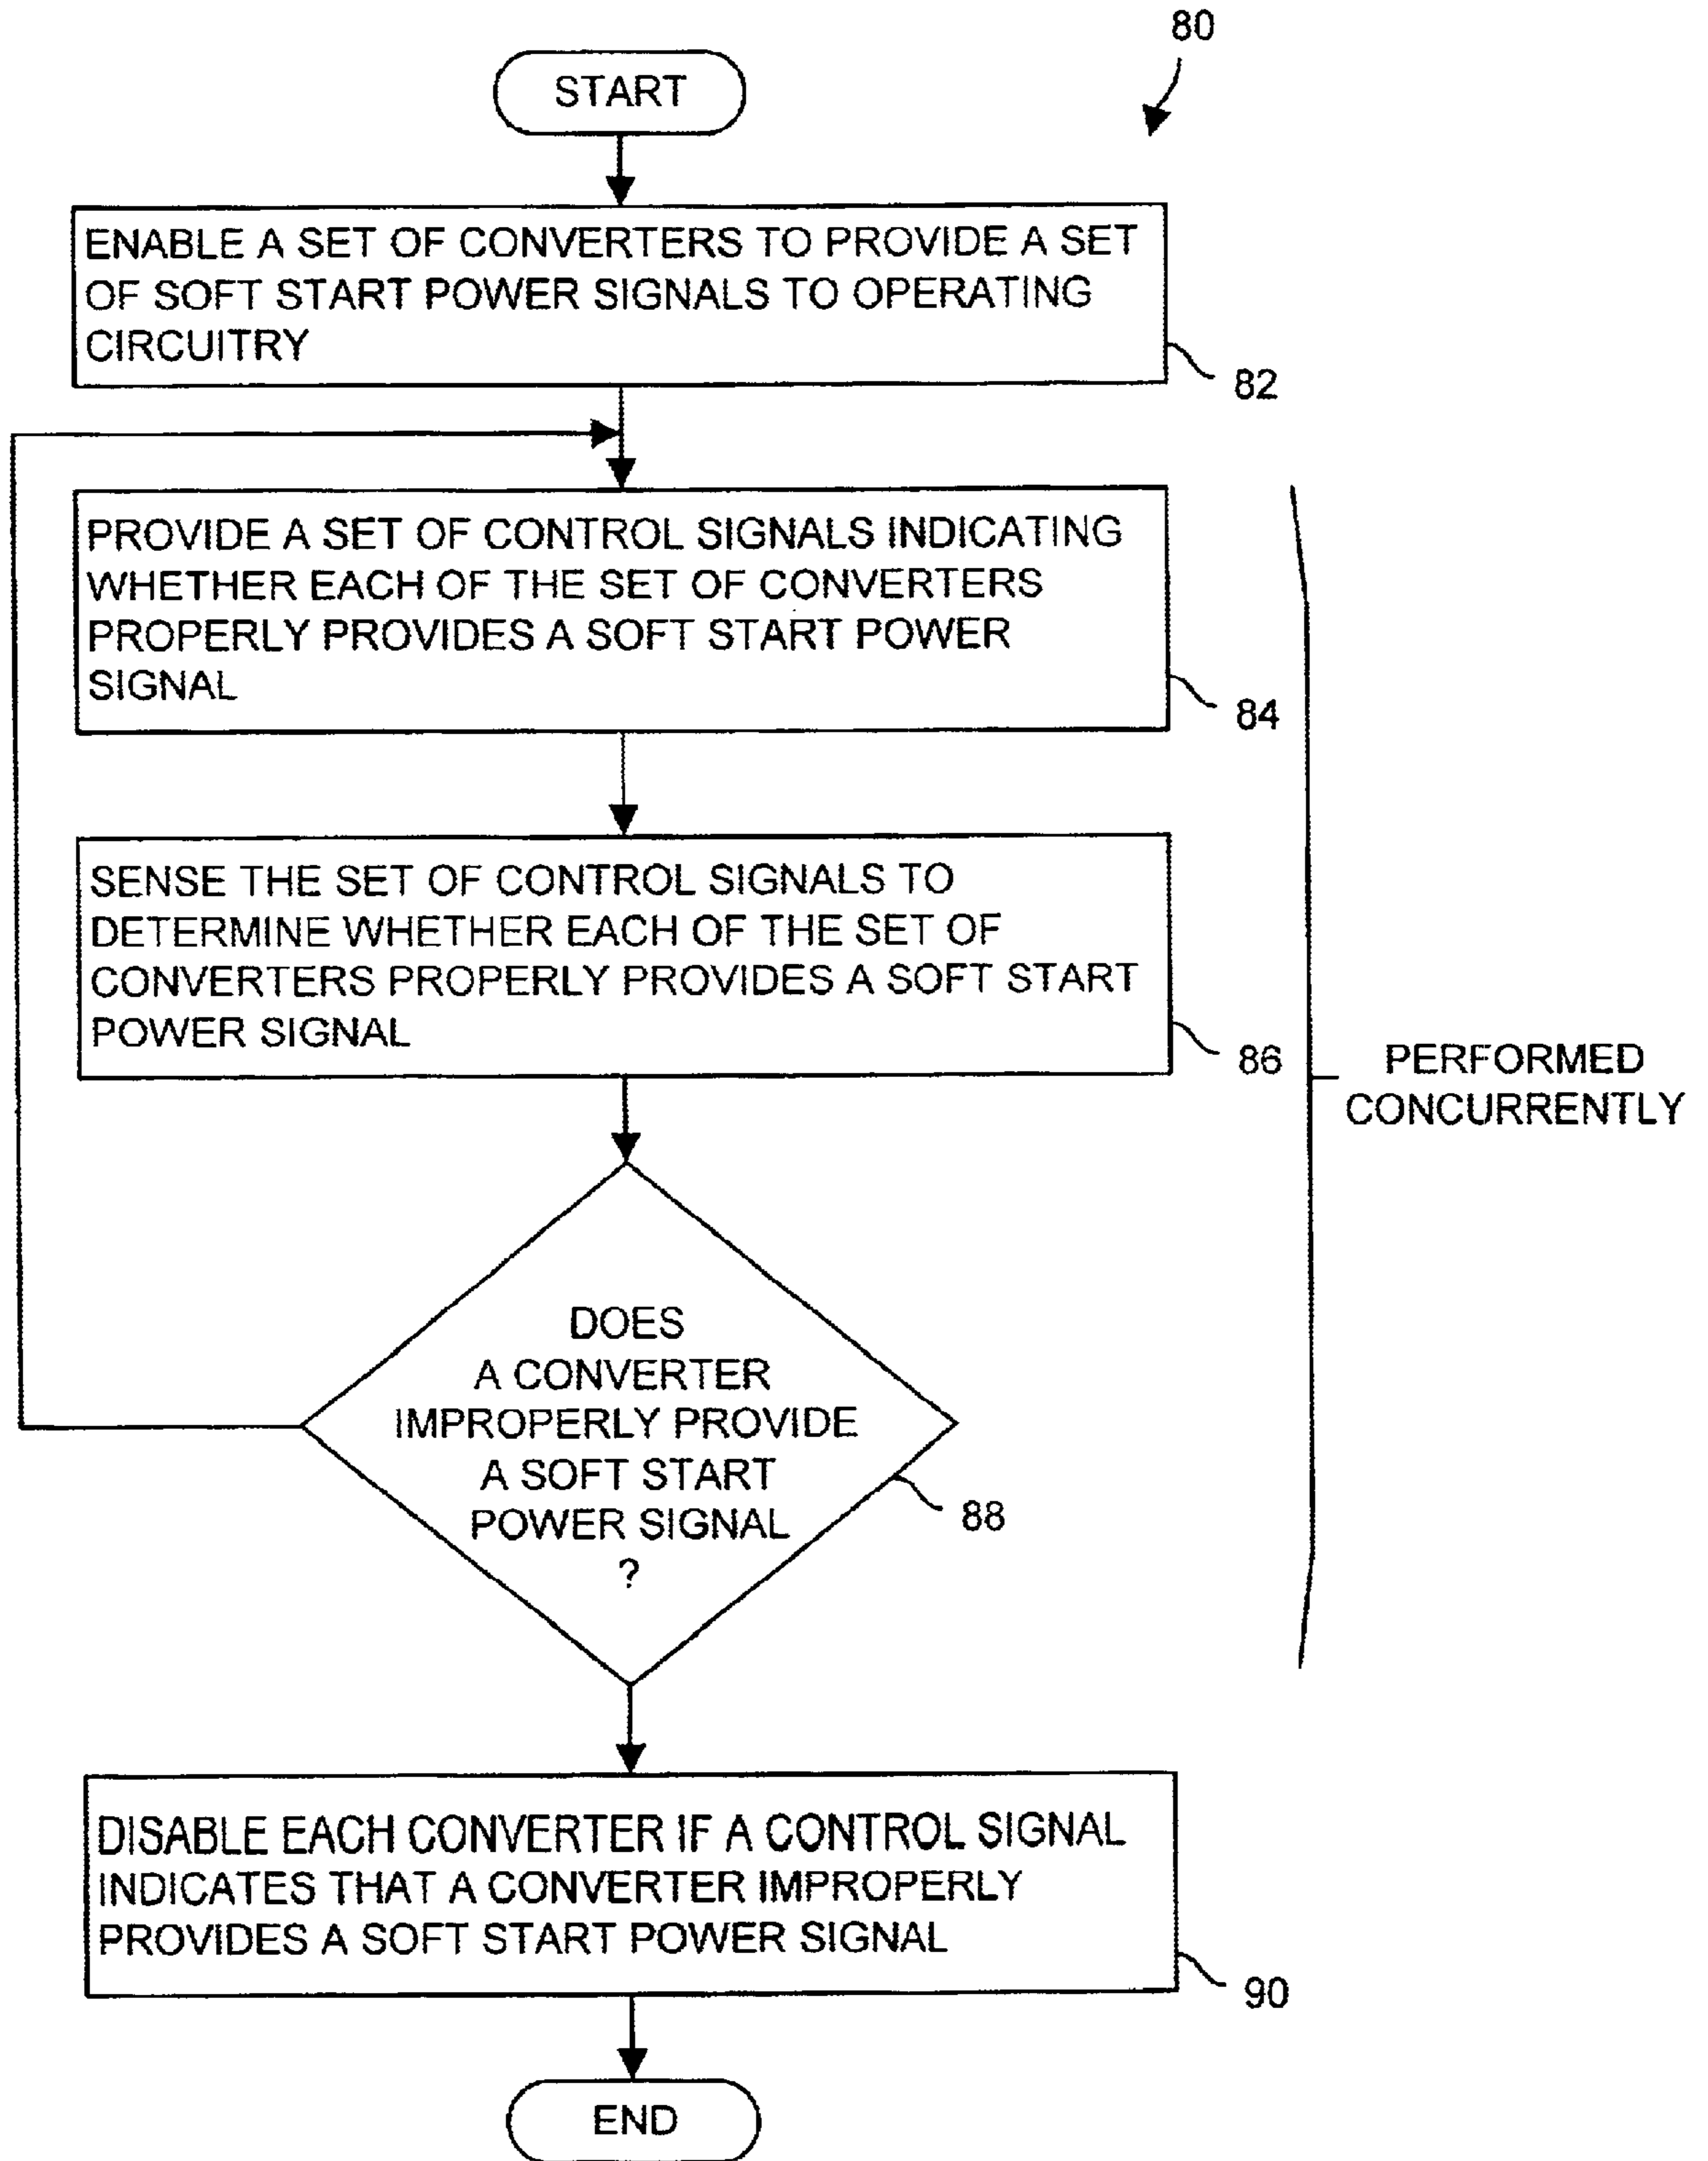 80
START
ENABLE A SET OF CONVERTERS TO PROVIDE A SET
OF SOFT START POWER SIGNALS TO OPERATING
CIRCUITRY
82
PROVIDE A SET OF CONTROL SIGNALS INDICATING
WHETHER EACH OF THE SET OF CONVERTERS
PROPERLY PROVIDES A SOFT START POWER
SIGNAL
84
SENSE THE SET OF CONTROL SIGNALS TO
DETERMINE WHETHER EACH OF THE SET OF
CONVERTERS PROPERLY PROVIDES A SOFT START
POWER SIGNAL
86
PERFORMED
CONCURRENTLY
DOES
A CONVERTER
IMPROPERLY PROVIDE
A SOFT START
POWER SIGNAL
?
88
DISABLE EACH CONVERTER IF A CONTROL SIGNAL
INDICATES THAT A CONVERTER IMPROPERLY
PROVIDES A SOFT START POWER SIGNAL
90
END